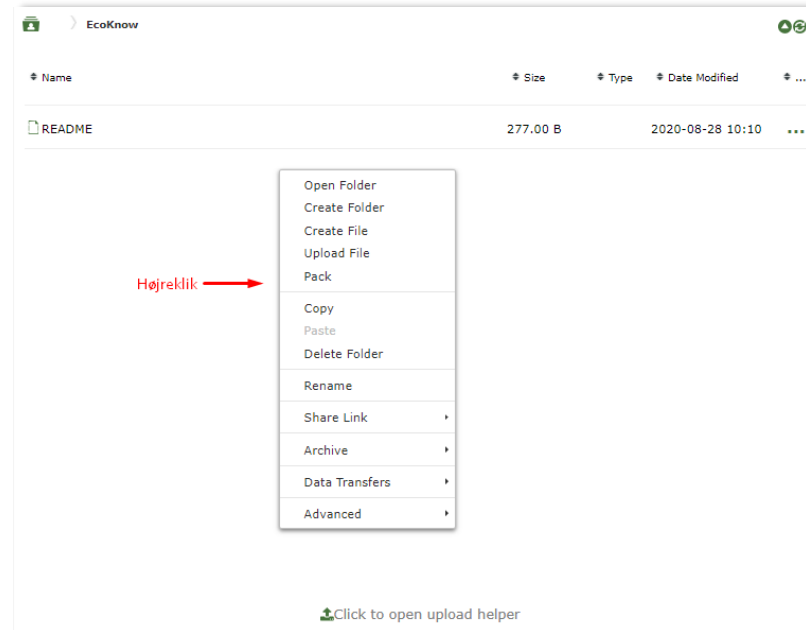 EcoKnow
Name Size Type Date Modified ...
README 277.00 B 2020-08-28 10:10 ...
Open Folder
Create Folder
Create File
Upload File
Pack
Højreklik
Copy
Paste
Delete Folder
Rename
Share Link
Archive
Data Transfers
Advanced
Click to open upload helper